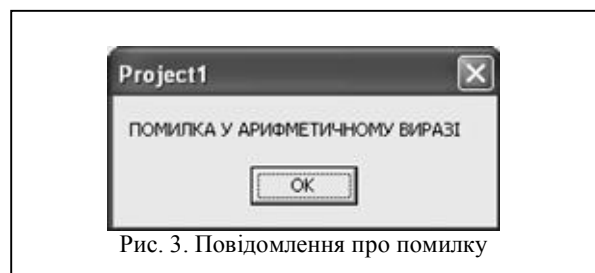 Project1
ПОМИЛКА У АРИФМЕТИЧНОМУ ВИРАЗІ
OK
Рис. 3. Повідомлення про помилку